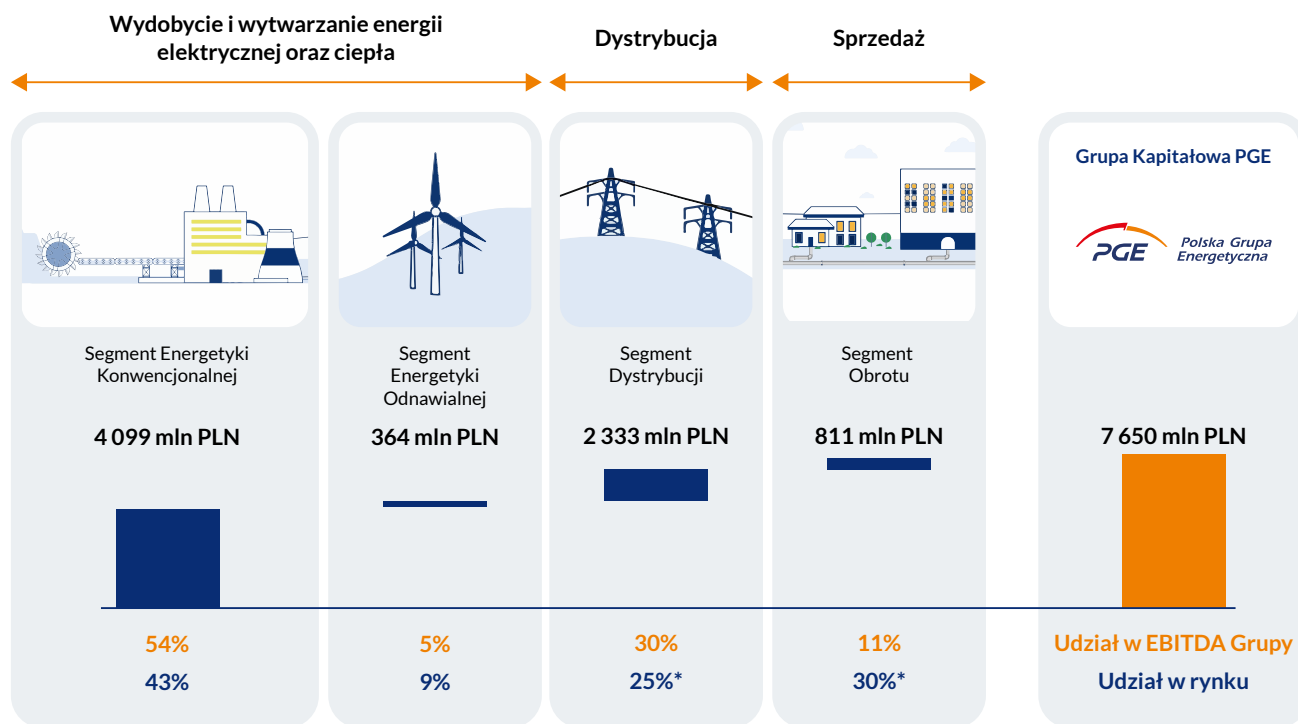 Wydobycie i wytwarzanie energii
elektrycznej oraz ciepła
Dystrybucja
Sprzedaż
Segment Energetyki
Konwencjonalnej
4 099 mln PLN
54%
43%
Segment
Energetyki
Odnawialnej
364 mln PLN
5%
9%
Segment
Dystrybucji
2 333 mln PLN
30%
25%*
Segment
Obrotu
811 mln PLN
11%
30%*
Grupa Kapitałowa PGE
PGE
Polska Grupa
Energetyczna
7 650 mln PLN
Udział w EBITDA Grupy
Udział w rynku